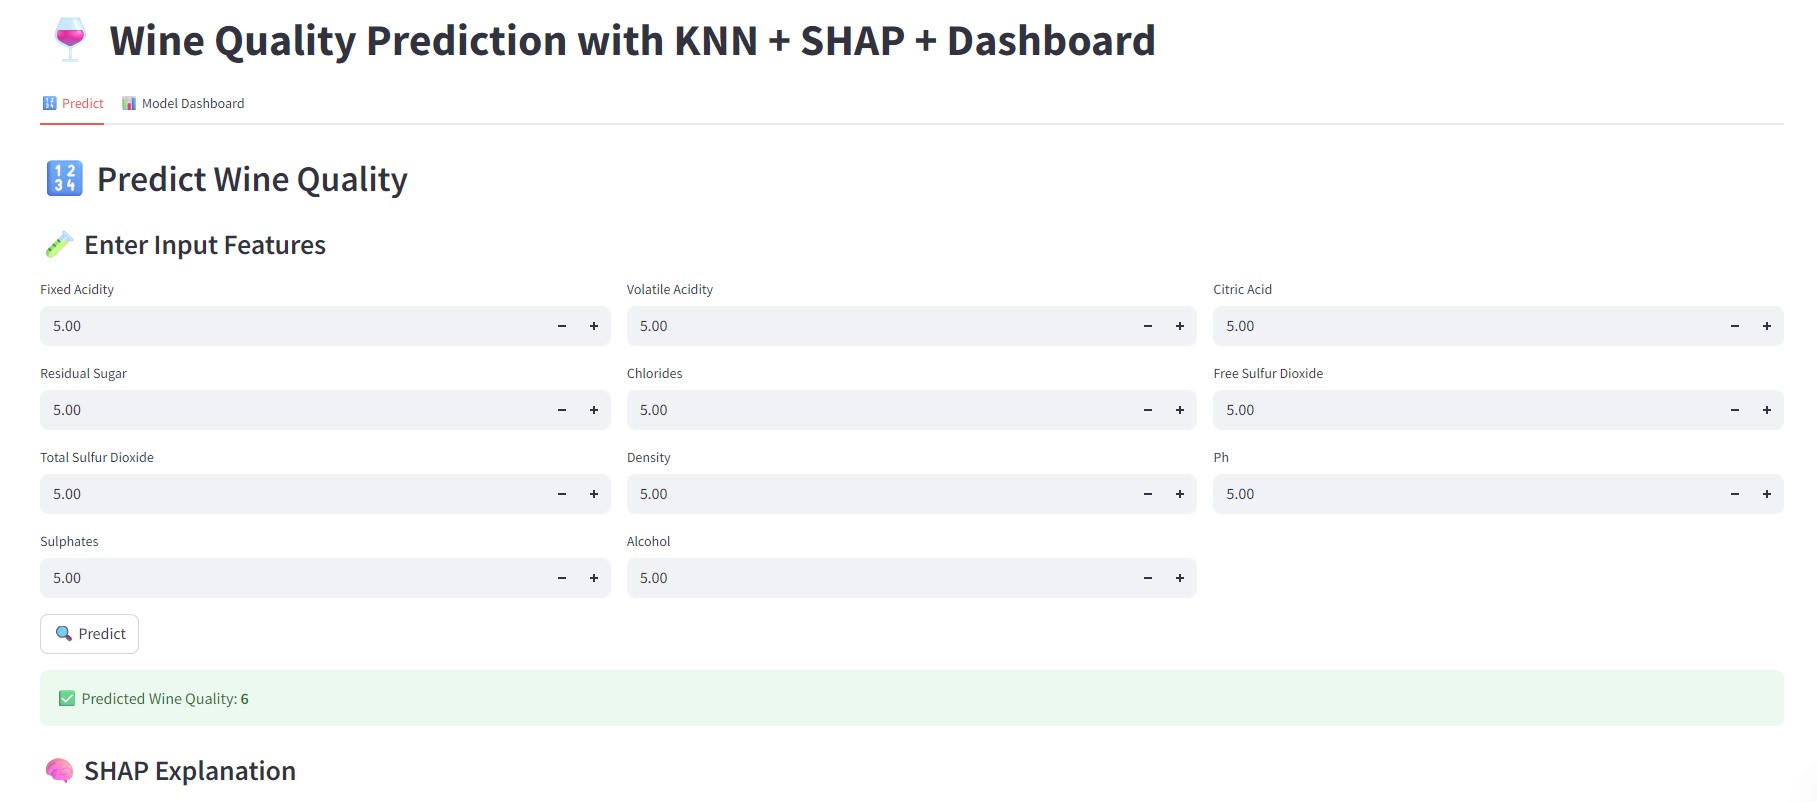 Wine Quality Prediction with KNN + SHAP + Dashboard
Predict Model Dashboard
Predict Wine Quality
Enter Input Features
Fixed Acidity Volatile Acidity Citric Acid
5.00 − + 5.00 − + 5.00 − +
Residual Sugar Chlorides Free Sulfur Dioxide
5.00 − + 5.00 − + 5.00 − +
Total Sulfur Dioxide Density Ph
5.00 − + 5.00 − + 5.00 − +
Sulphates Alcohol
5.00 − + 5.00 − +
Predict
Predicted Wine Quality: 6
SHAP Explanation